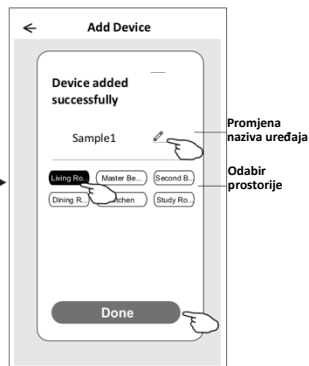 Add Device
Device added
successfully
Sample1
Promjena
naziva uređaja
Living Ro..
Master Be...
Second B..
Odabir
prostorije
Dining R...
Study Ro...
Done